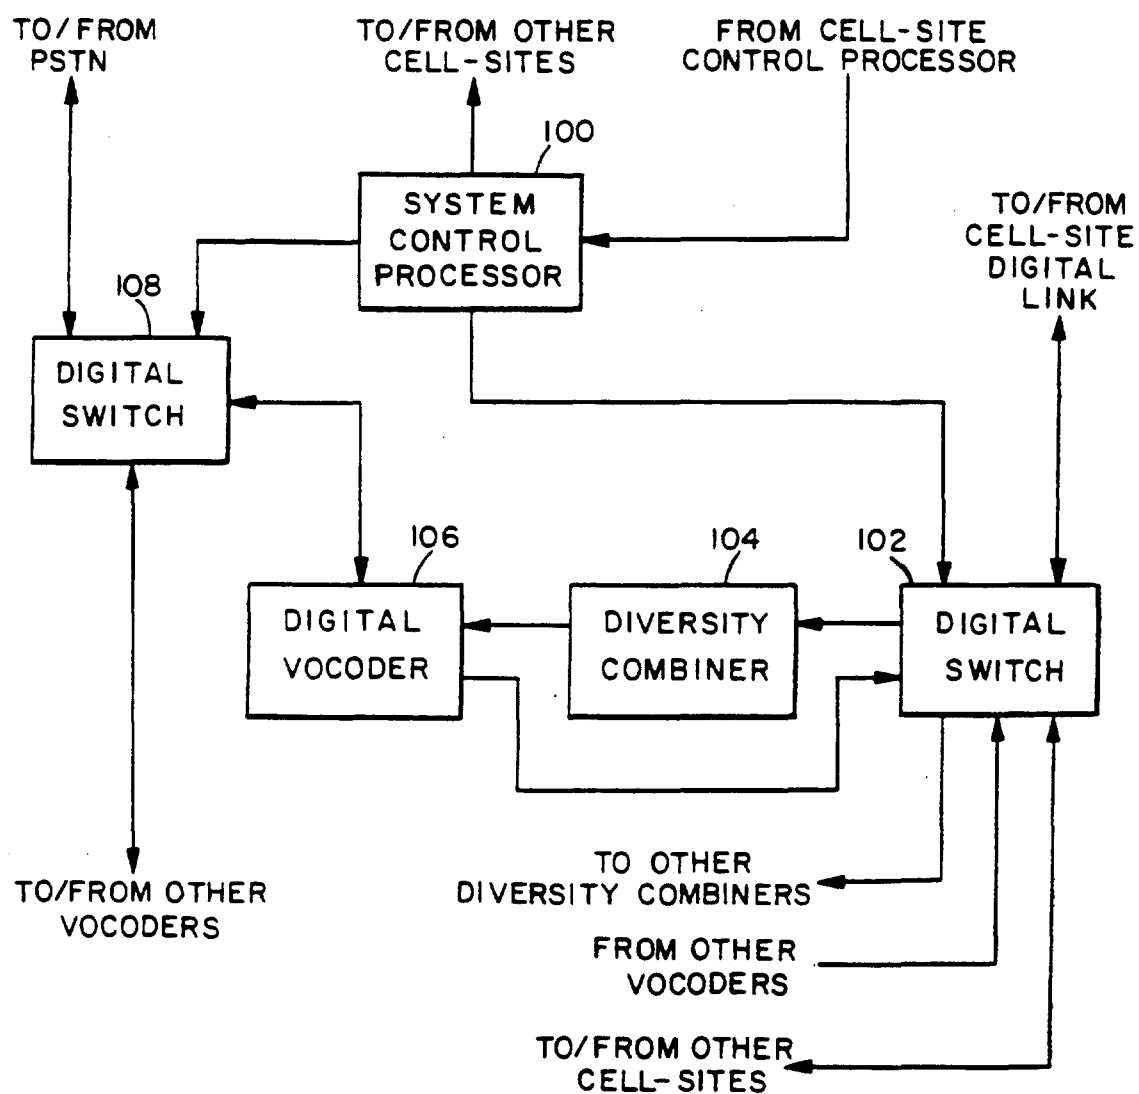 TO/FROM
PSTN
TO/FROM OTHER
CELL-SITES
FROM CELL-SITE
CONTROL PROCESSOR
100
SYSTEM
CONTROL
PROCESSOR
TO/FROM
CELL-SITE
DIGITAL
LINK
108
DIGITAL
SWITCH
106
DIGITAL
VOCODER
104
DIVERSITY
COMBINER
102
DIGITAL
SWITCH
TO OTHER
DIVERSITY COMBINERS
TO/FROM OTHER
VOCODERS
FROM OTHER
VOCODERS
TO/FROM OTHER
CELL-SITES